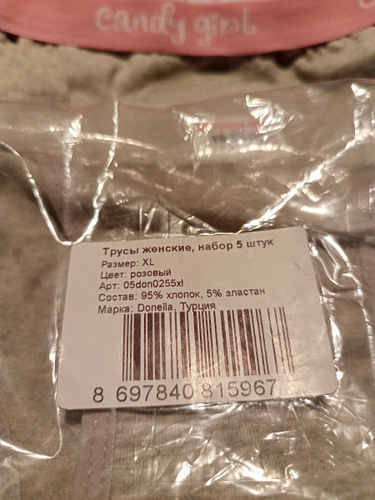 candy girl
Трусы женские, набор 5 штук
Размер: XL
Цвет: розовый
Арт: 05don0255xl
Состав: 95% хлопок, 5% эластан
Марка: Donella, Турция
8 697840 815967